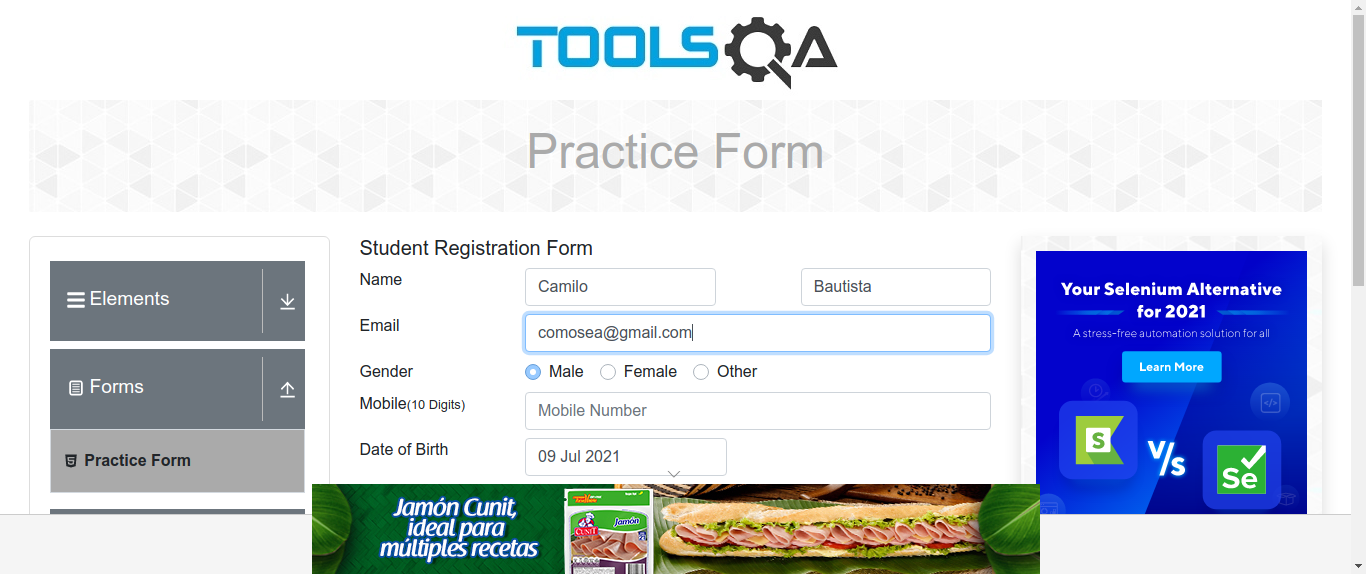 TOOLSQA
Practice Form
Elements
Forms
Practice Form
Student Registration Form
Name
Camilo
Bautista
Email
comosea@gmail.com
Gender
Male
Female
Other
Mobile(10 Digits)
Mobile Number
Date of Birth
09 Jul 2021
Your Selenium Alternative
for 2021
A stress-free automation solution for all
Learn More
S
V/s
Se
Jamón Cunit,
ideal para
múltiples recetas
CUNIT
Jamón